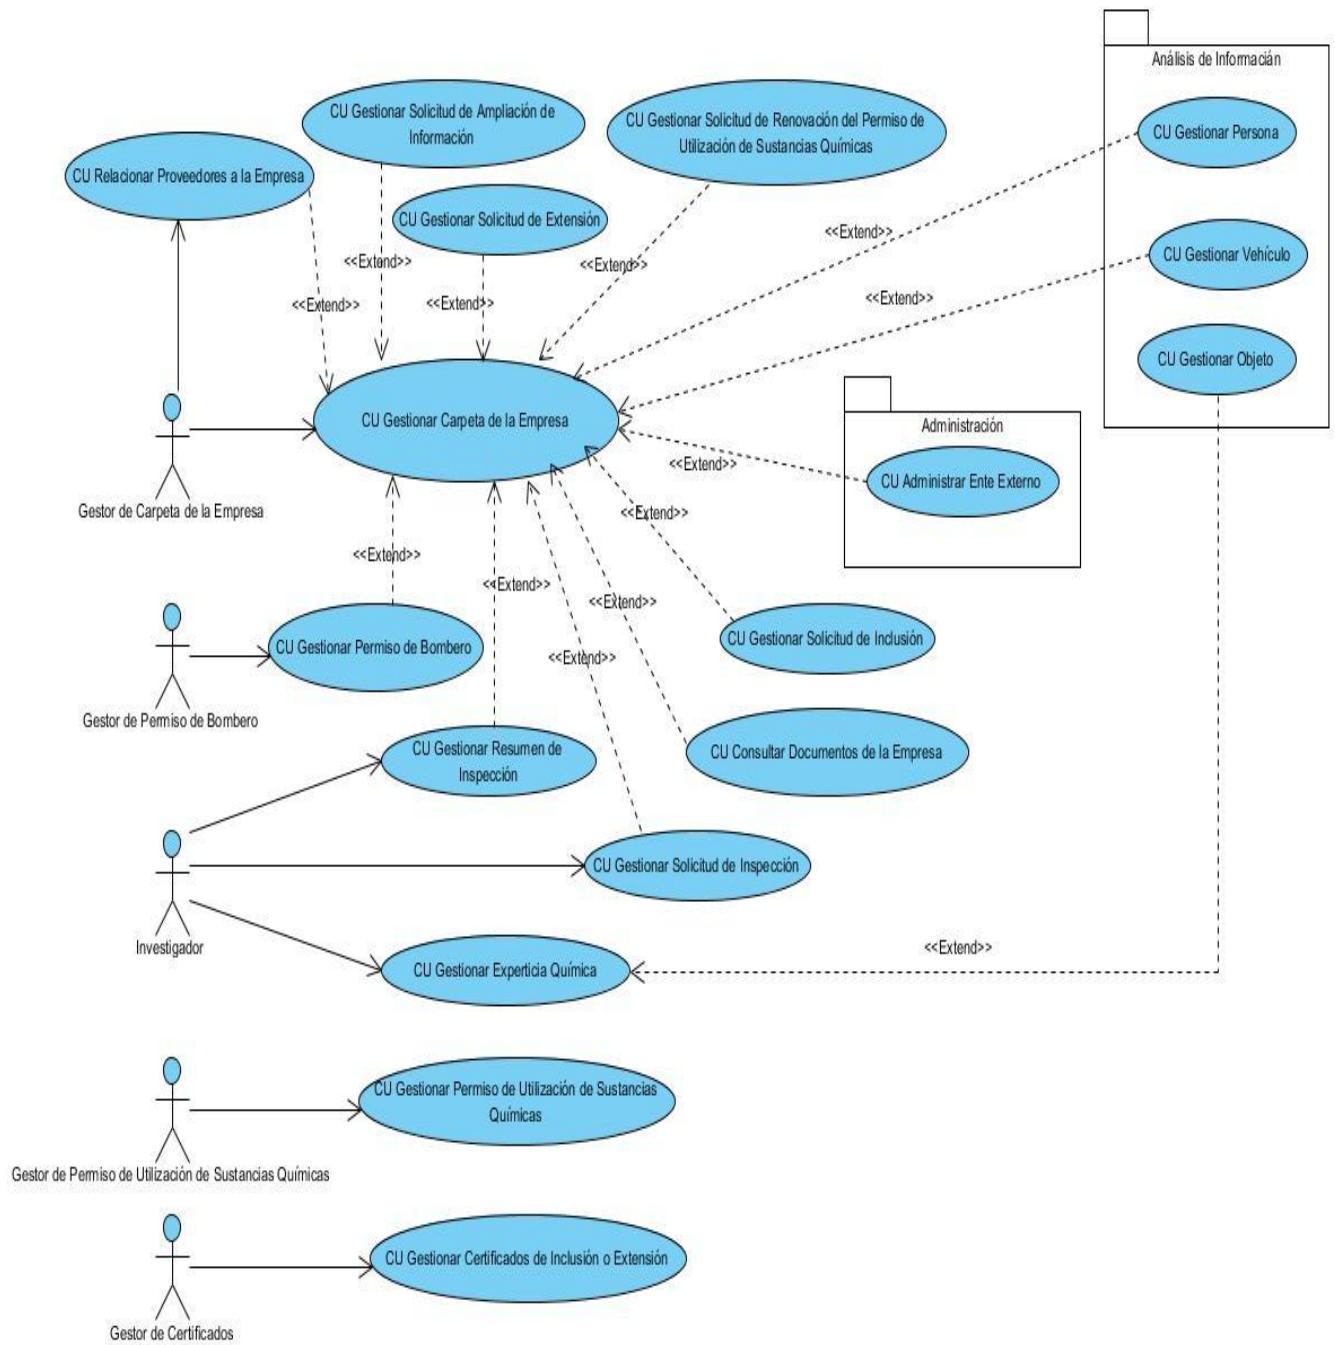 Análisis de Información
CU Gestionar Solicitud de Ampliación de
Información
CU Gestionar Solicitud de Renovación del Permiso de
Utilización de Sustancias Químicas
CU Gestionar Persona
CU Relacionar Proveedores a la Empresa
CU Gestionar Solicitud de Extensión
<<Extend>>
CU Gestionar Vehículo
<<Extend>>
<<Extend>>
<<Extend>>
<<Extend>>
<<Extend>>
CU Gestionar Objeto
CU Gestionar Carpeta de la Empresa
Administración
<<Extend>>
CU Administrar Ente Externo
Gestor de Carpeta de la Empresa
<<Extend>>
<<Extend>>
<<Extend>>
<<Extend>>
CU Gestionar Permiso de Bombero
CU Gestionar Solicitud de Inclusión
<<Extend>>
Gestor de Permiso de Bombero
CU Gestionar Resumen de
Inspección
CU Consultar Documentos de la Empresa
CU Gestionar Solicitud de Inspección
Investigador
<<Extend>>
CU Gestionar Experticia Química
CU Gestionar Permiso de Utilización de Sustancias
Químicas
Gestor de Permiso de Utilización de Sustancias Químicas
CU Gestionar Certificados de Inclusión o Extensión
Gestor de Certificados